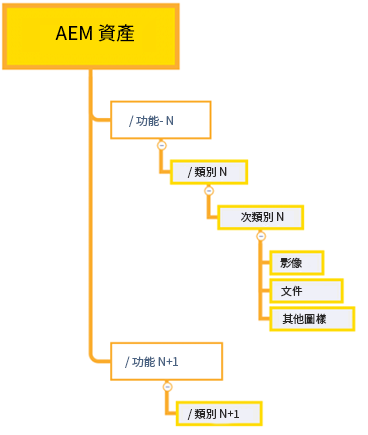 AEM 資產
/ 功能- N
/ 類別 N
次類別 N
影像
文件
其他圖樣
/ 功能 N+1
/ 類別 N+1